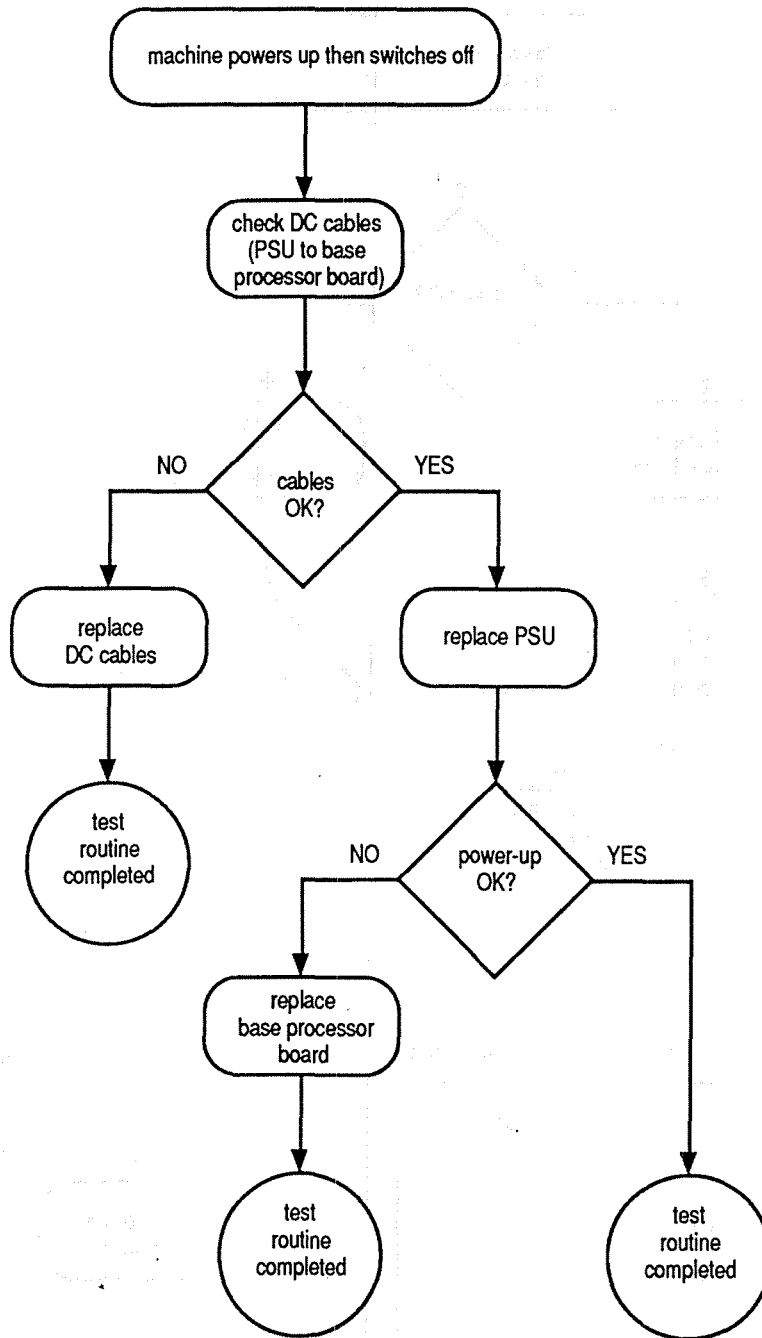 machine powers up then switches off
check DC cables
(PSU to base
processor board)
NO
YES
cables
OK?
replace
DC cables
replace PSU
test
routine
completed
NO
power-up
OK?
YES
replace
base processor
board
test
routine
completed
test
routine
completed